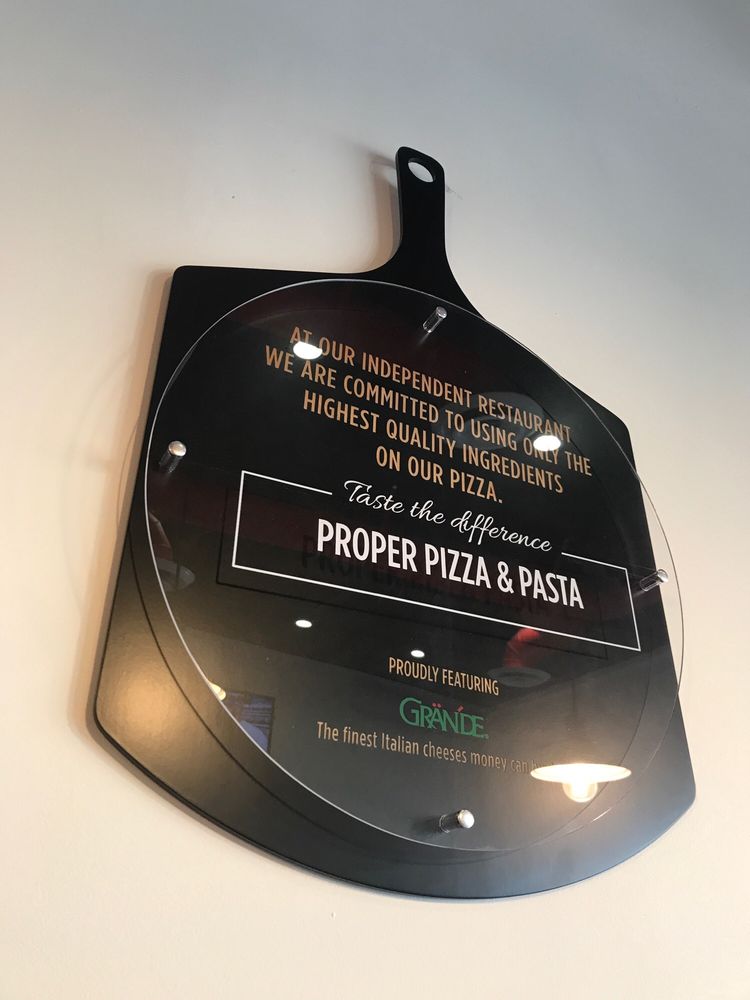 AT OUR INDEPENDENT RESTAURANT
WE ARE COMMITTED TO USING ONLY THE
HIGHEST QUALITY INGREDIENTS
ON OUR PIZZA.
Taste the difference
PROPER PIZZA & PASTA
PROUDLY FEATURING
GRÄNDÉ
The finest Italian cheeses money can